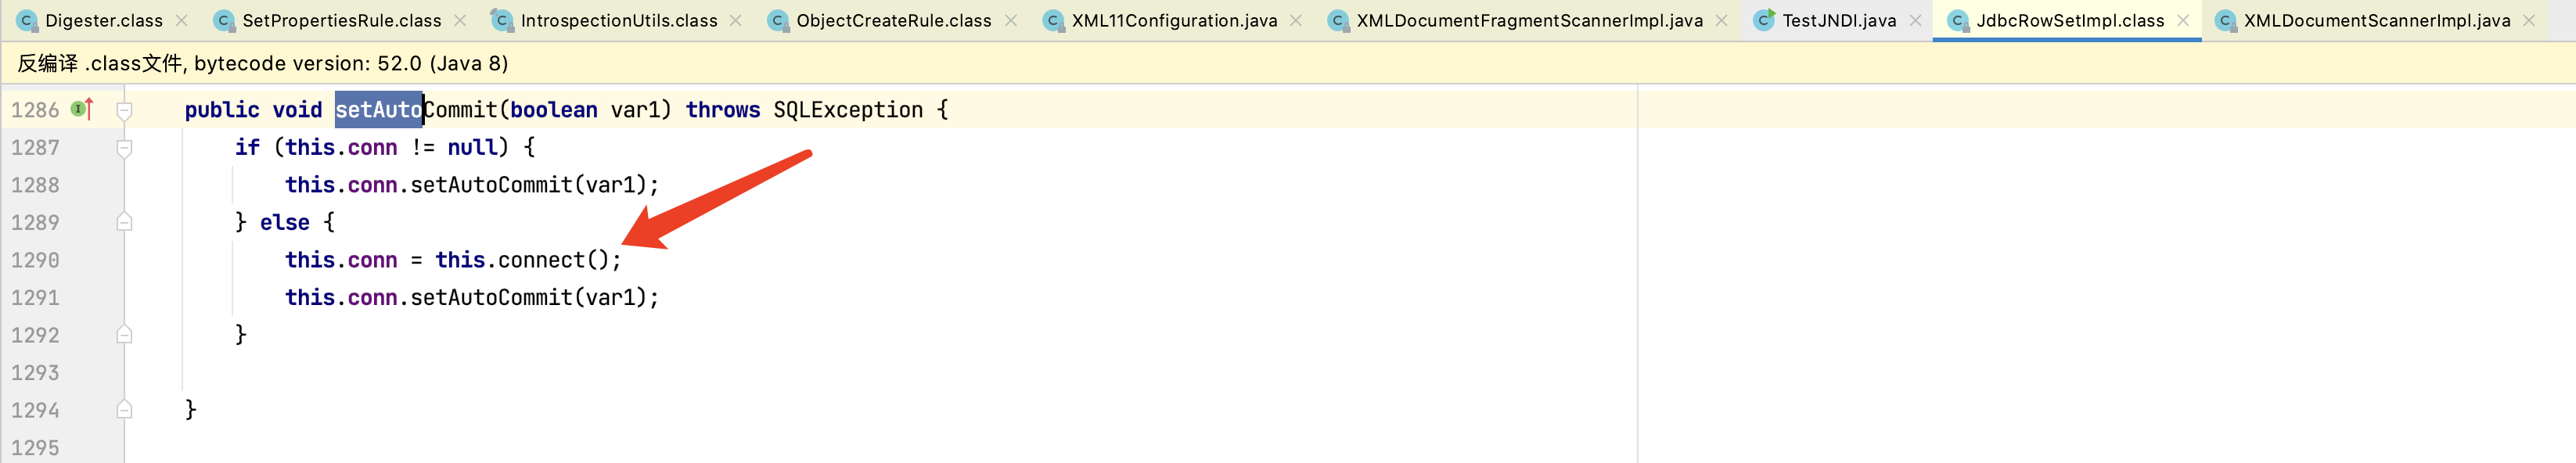 Digester.class SetPropertiesRule.class IntrospectionUtils.class ObjectCreateRule.class XML11Configuration.java XMLDocumentFragmentScannerImpl.java TestJNDI.java JdbcRowSetImpl.class XMLDocumentScannerImpl.java
反编译 .class文件, bytecode version: 52.0 (Java 8)
1286 public void setAutoCommit(boolean var1) throws SQLException {
1287 if (this.conn != null) {
1288 this.conn.setAutoCommit(var1);
1289 } else {
1290 this.conn = this.connect();
1291 this.conn.setAutoCommit(var1);
1292 }
1293
1294 }
1295